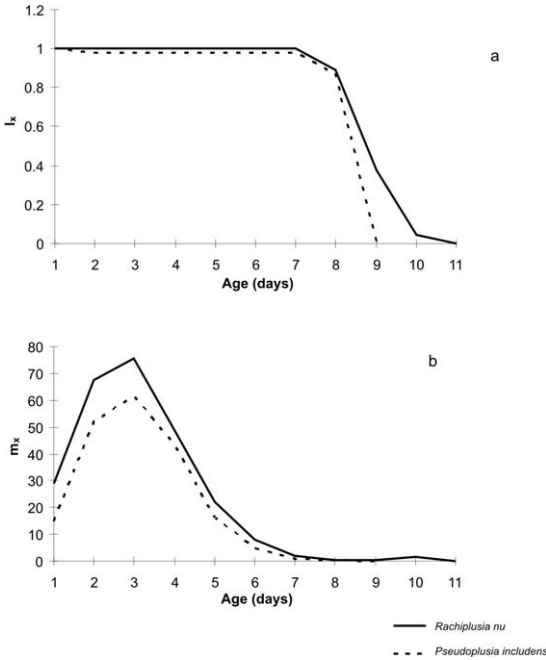 1.2
a
1
0.8
0.6
0.4
0.2
0
lx
1 2 3 4 5 6 7 8 9 10 11
Age (days)
80
b
70
60
50
40
30
20
10
0
mx
1 2 3 4 5 6 7 8 9 10 11
Age (days)
Rachiplusia nu
Pseudoplusia includens